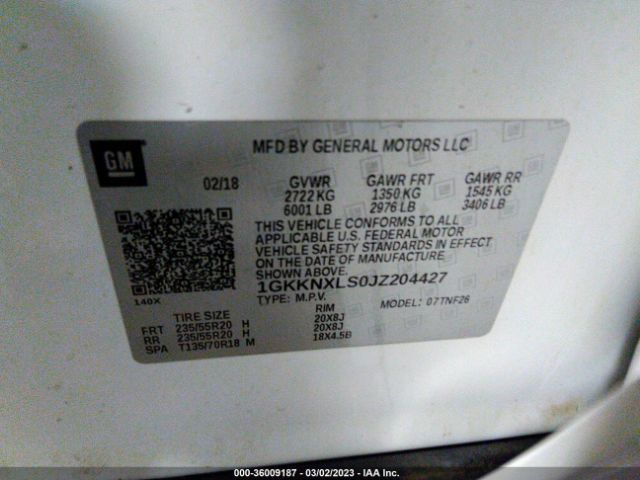 GM
MFD BY GENERAL MOTORS LLC
02/18 GVWR GAWR FRT GAWR RR
2722 KG 1350 KG 1545 KG
6001 LB 2976 LB 3406 LB
THIS VEHICLE CONFORMS TO ALL
APPLICABLE U.S. FEDERAL MOTOR
VEHICLE SAFETY STANDARDS IN EFFECT
ON THE DATE OF MANUFACTURE
SHOWN ABOVE.
140X
1GKKNXLS0JZ204427
TYPE: M.P.V. MODEL: 07TNF26
TIRE SIZE RIM
FRT 235/55R20 H 20X8J
RR 235/55R20 H 20X8J
SPA T135/70R18 M 18X4.5B
000-36009187 - 03/02/2023 - IAA Inc.